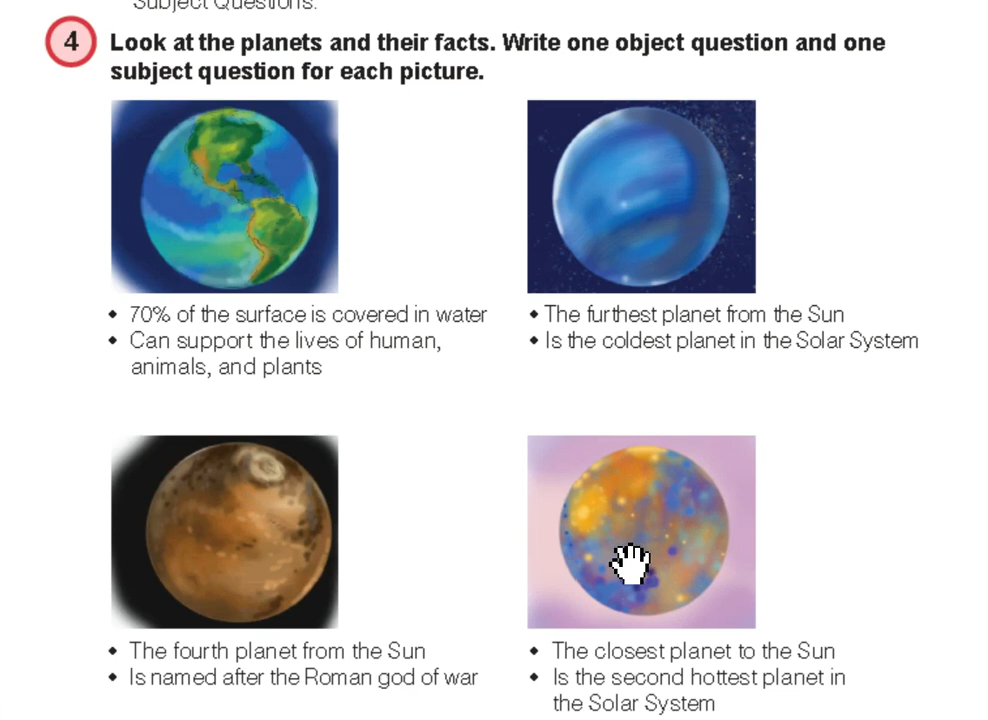 Subject Questions.
4 Look at the planets and their facts. Write one object question and one
subject question for each picture.
• 70% of the surface is covered in water
• Can support the lives of human,
animals, and plants
• The furthest planet from the Sun
• Is the coldest planet in the Solar System
• The fourth planet from the Sun
• Is named after the Roman god of war
• The closest planet to the Sun
• Is the second hottest planet in
the Solar System